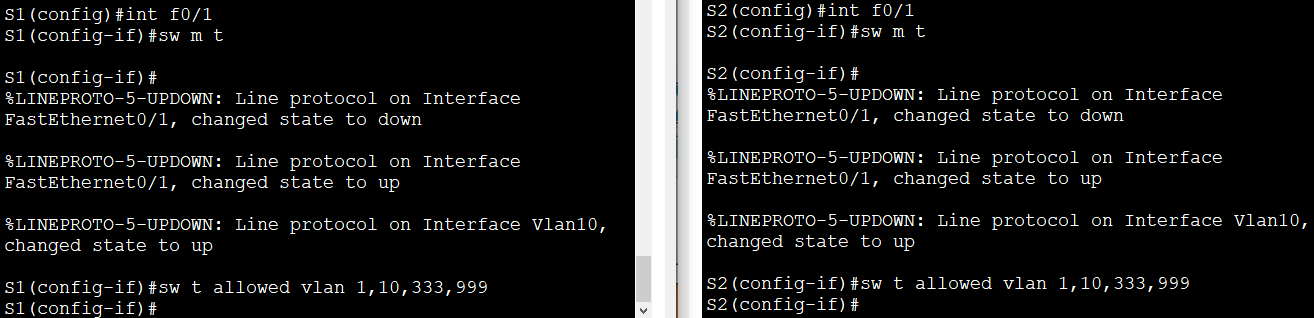 S1(config)#int f0/1
S1(config-if)#sw m t
S1(config-if)#
%LINEPROTO-5-UPDOWN: Line protocol on Interface
FastEthernet0/1, changed state to down
%LINEPROTO-5-UPDOWN: Line protocol on Interface
FastEthernet0/1, changed state to up
%LINEPROTO-5-UPDOWN: Line protocol on Interface Vlan10,
changed state to up
S1(config-if)#sw t allowed vlan 1,10,333,999
S1(config-if)#
S2(config)#int f0/1
S2(config-if)#sw m t
S2(config-if)#
%LINEPROTO-5-UPDOWN: Line protocol on Interface
FastEthernet0/1, changed state to down
%LINEPROTO-5-UPDOWN: Line protocol on Interface
FastEthernet0/1, changed state to up
%LINEPROTO-5-UPDOWN: Line protocol on Interface Vlan10,
changed state to up
S2(config-if)#sw t allowed vlan 1,10,333,999
S2(config-if)#